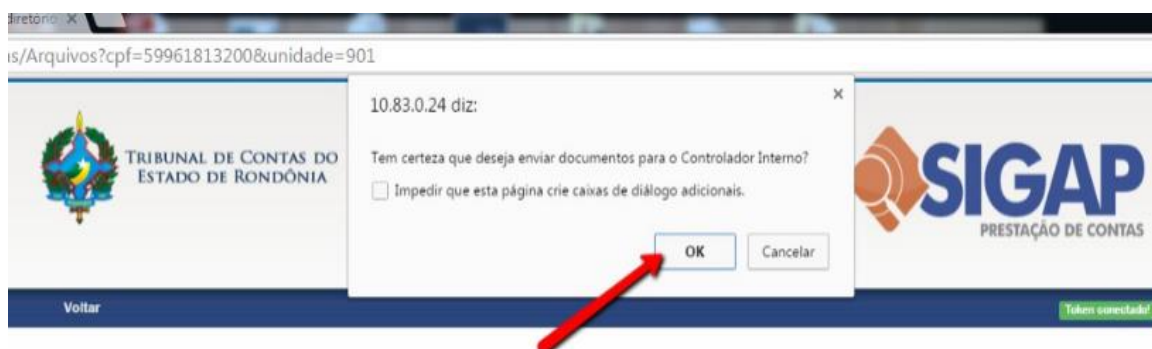 diretório ×
as/Arquivos?cpf=59961813200&unidade=901
10.83.0.24 diz:
×
Tem certeza que deseja enviar documentos para o Controlador Interno?
Impedir que esta página crie caixas de diálogo adicionais.
OK
Cancelar
TRIBUNAL DE CONTAS DO
ESTADO DE RONDÔNIA
SIGAP
PRESTAÇÃO DE CONTAS
Voltar
Token conectado!